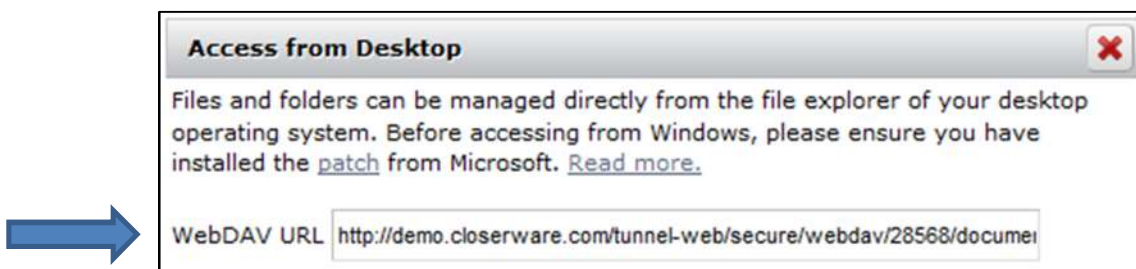 Access from Desktop
Files and folders can be managed directly from the file explorer of your desktop
operating system. Before accessing from Windows, please ensure you have
installed the patch from Microsoft. Read more.
WebDAV URL http://demo.closerware.com/tunnel-web/secure/webdav/28568/documen